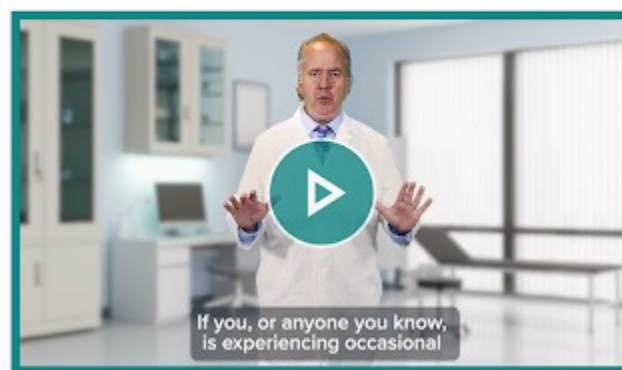 If you, or anyone you know,
is experiencing occasional